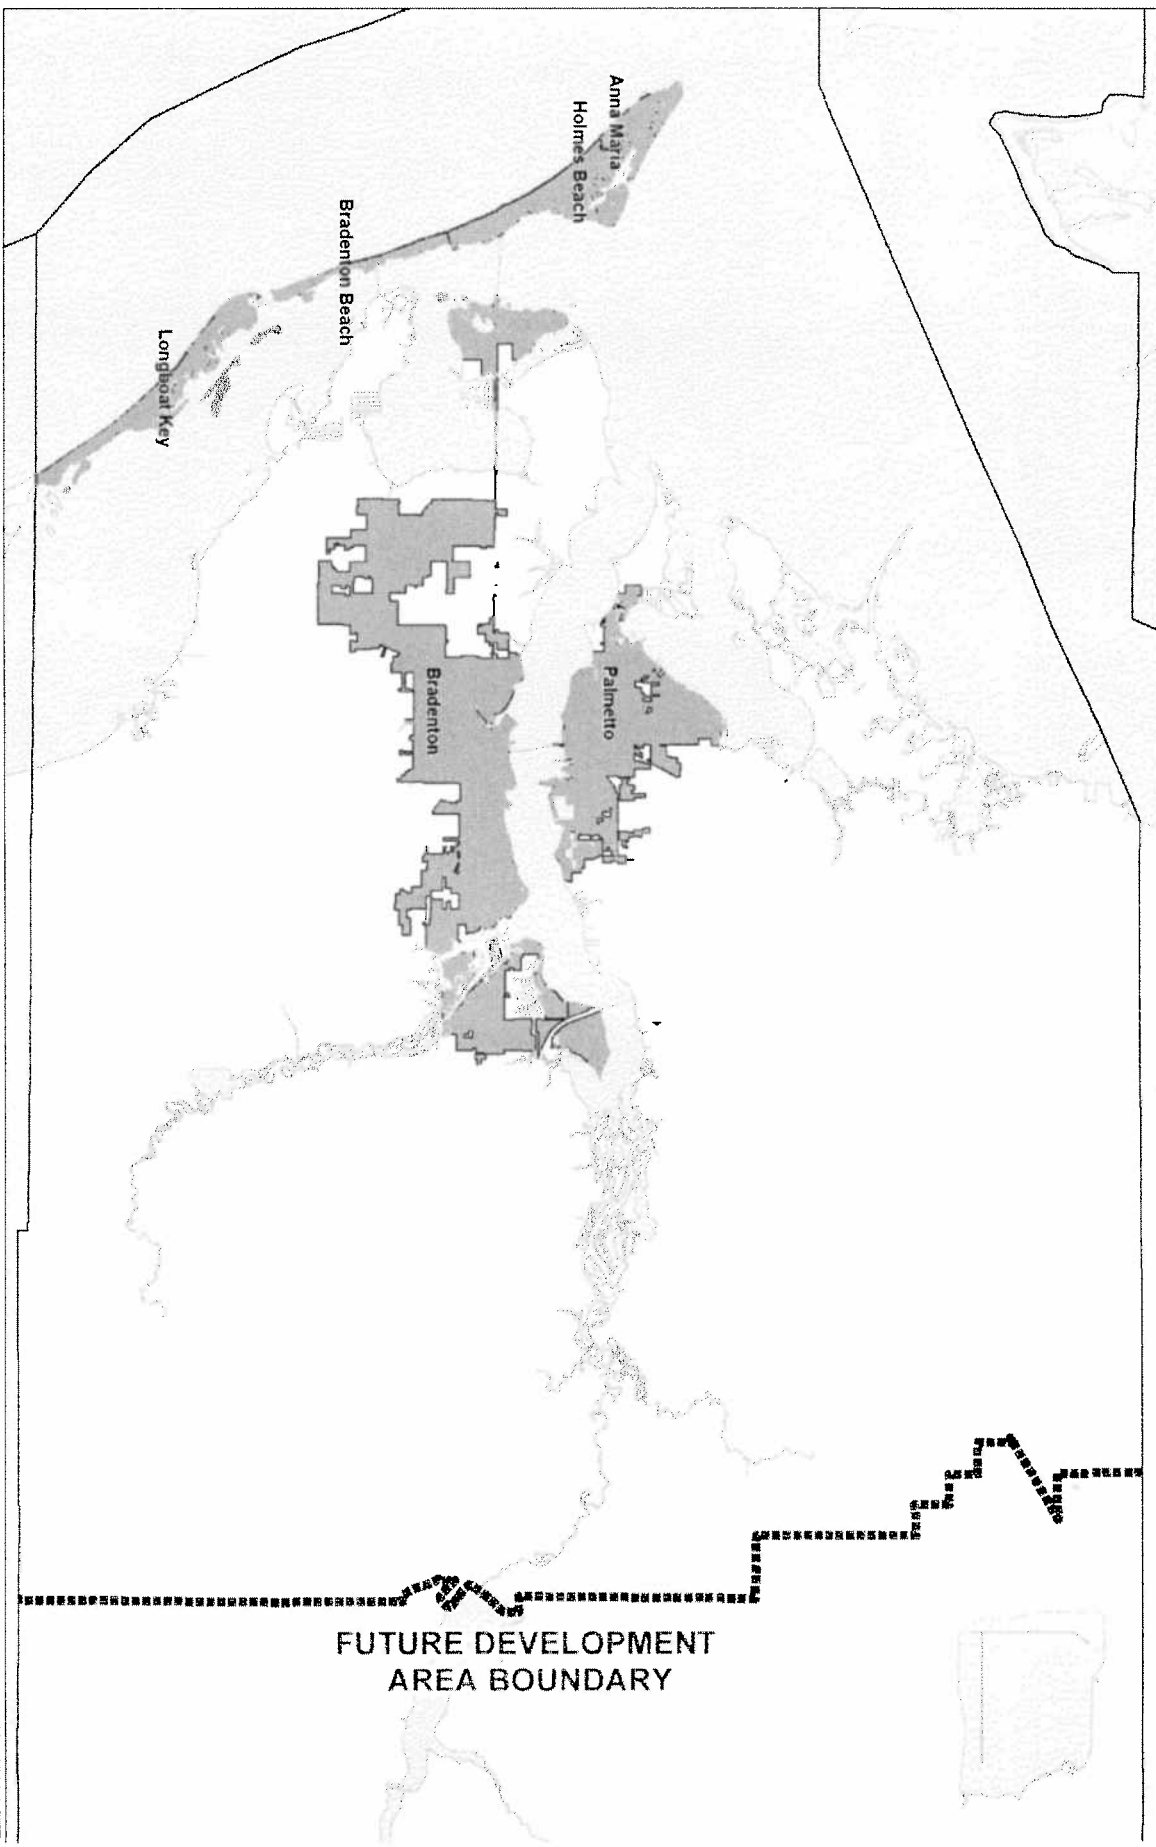 Anna Maria
Holmes Beach
Bradenton Beach
Longboat Key
Palmetto
Bradenton
FUTURE DEVELOPMENT
AREA BOUNDARY